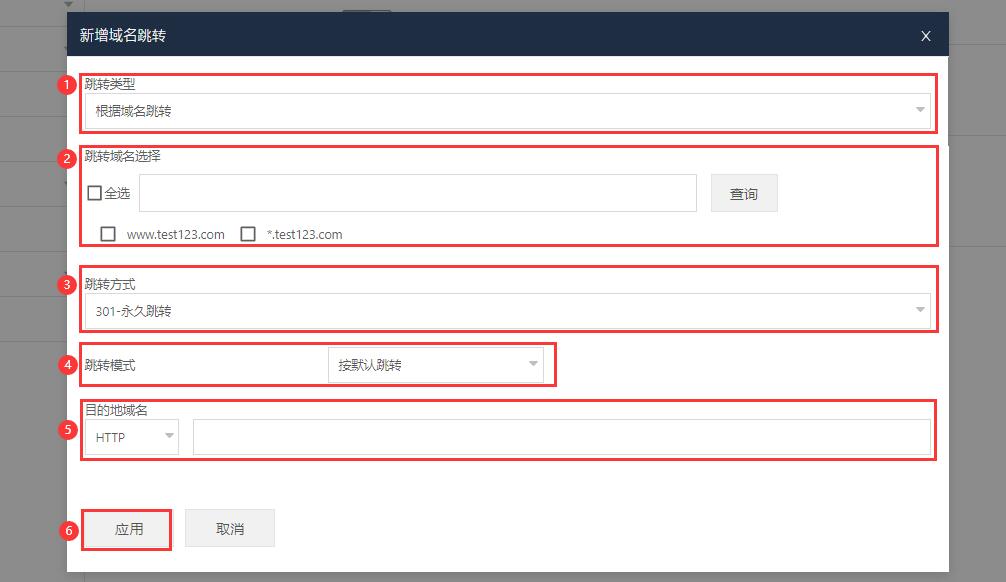 新增域名跳转 X
1 跳转类型
根据域名跳转
2 跳转域名选择
全选 查询
www.test123.com *.test123.com
3 跳转方式
301-永久跳转
4 跳转模式 按默认跳转
5 目的地域名
HTTP
6 应用 取消